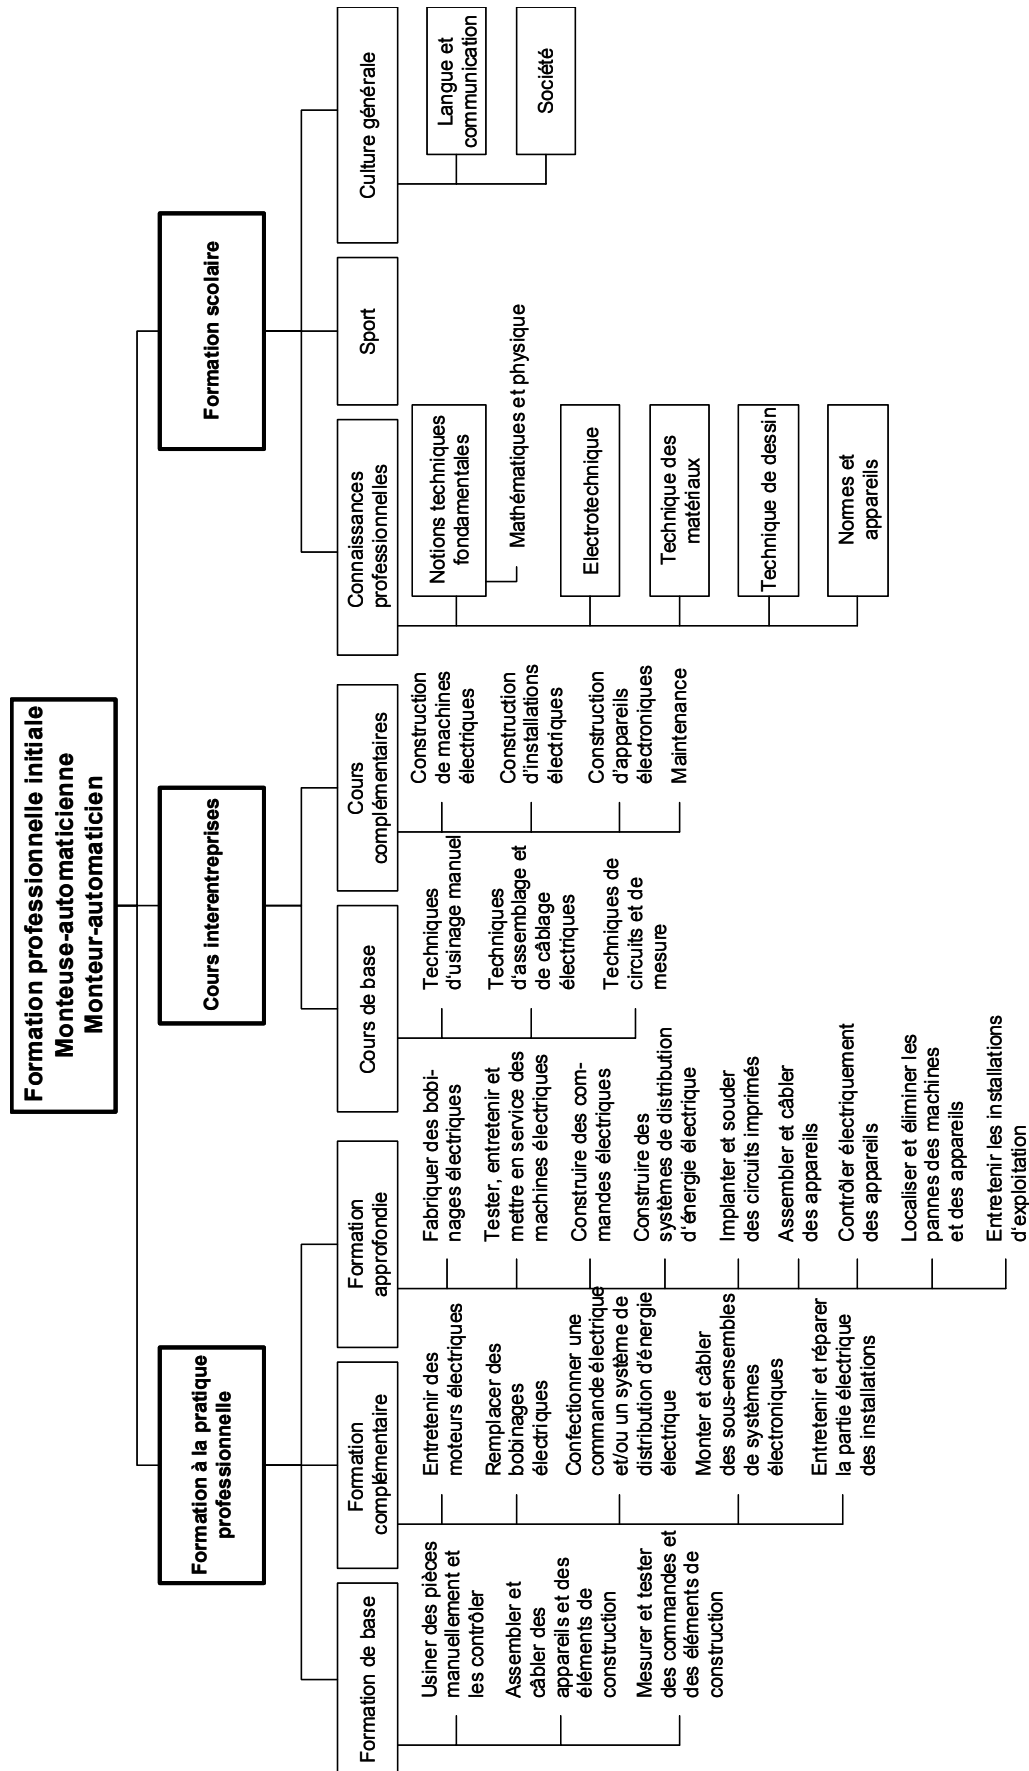 Formation professionnelle initiale
Monteuse-automaticienne
Monteur-automaticien
Formation à la pratique
professionnelle
Formation de base
Usiner des pièces
manuellement et
les contrôler
Assembler et
câbler des
appareils et des
éléments de
construction
Mesurer et tester
des commandes et
des éléments de
construction
Formation
complémentaire
Entretenir des
moteurs électriques
Remplacer des
bobinages
électriques
Confectionner une
commande électrique
et/ou un système de
distribution d'énergie
électrique
Monter et câbler
des sous-ensembles
de systèmes
électroniques
Entretenir et réparer
la partie électrique
des installations
Formation
approfondie
Fabriquer des bobi-
nages électriques
Tester, entretenir et
mettre en service des
machines électriques
Construire des com-
mandes électriques
Construire des
systèmes de distribution
d'énergie électrique
Implanter et souder
des circuits imprimés
Assembler et câbler
des appareils
Contrôler électriquement
des appareils
Localiser et éliminer les
pannes des machines
et des appareils
Entretenir les installations
d'exploitation
Cours interentreprises
Cours de base
Techniques
d'usinage manuel
Techniques
d'assemblage et
de câblage
électriques
Techniques de
circuits et de
mesure
Cours
complémentaires
Construction
de machines
électriques
Construction
d'installations
électriques
Construction
d'appareils
électroniques
Maintenance
Formation scolaire
Connaissances
professionnelles
Notions techniques
fondamentales
Mathématiques et physique
Electrotechnique
Technique des
matériaux
Technique de dessin
Normes et
appareils
Sport
Culture générale
Langue et
communication
Société